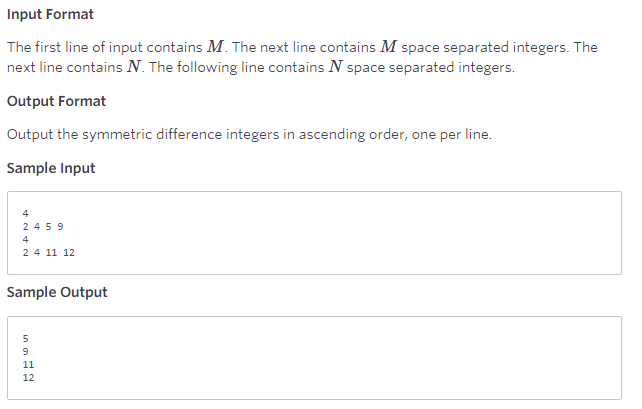 Input Format
The first line of input contains M. The next line contains M space separated integers. The
next line contains N. The following line contains N space separated integers.
Output Format
Output the symmetric difference integers in ascending order, one per line.
Sample Input
4
2 4 5 9
4
2 4 11 12
Sample Output
5
9
11
12